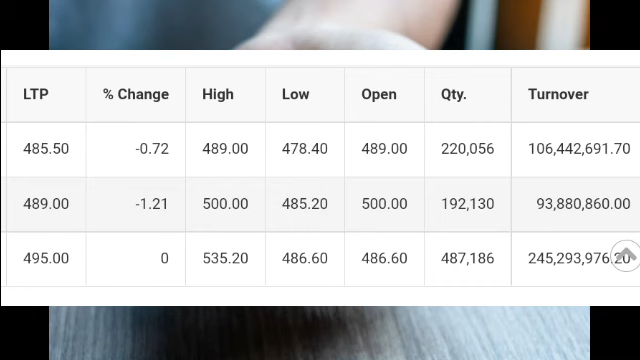 LTP % Change High Low Open Qty. Turnover
485.50 -0.72 489.00 478.40 489.00 220,056 106,442,691.70
489.00 -1.21 500.00 485.20 500.00 192,130 93,880,860.00
495.00 0 535.20 486.60 486.60 487,186 245,293,976.20